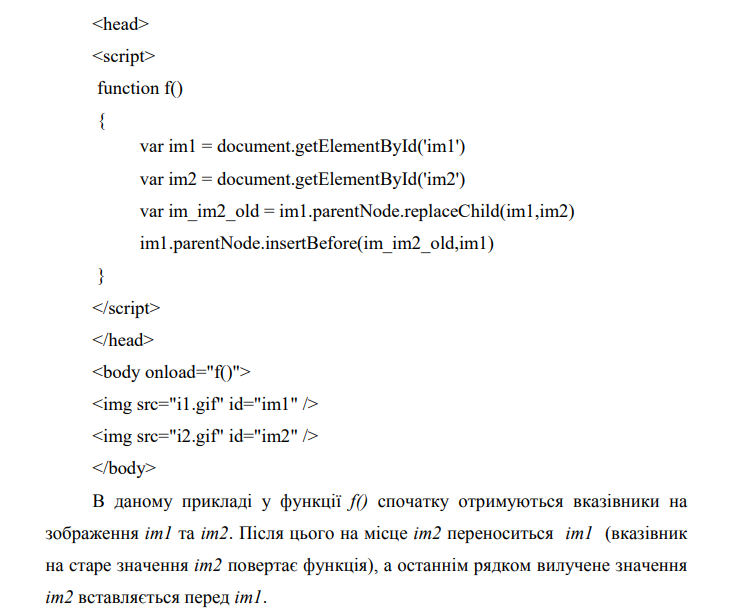 <head>
<script>
function f()
{
var im1 = document.getElementById('im1')
var im2 = document.getElementById('im2')
var im_im2_old = im1.parentNode.replaceChild(im1,im2)
im1.parentNode.insertBefore(im_im2_old,im1)
}
</script>
</head>
<body onload="f()">
<img src="i1.gif" id="im1" />
<img src="i2.gif" id="im2" />
</body>
В даному прикладі у функції f() спочатку отримуються вказівники на
зображення im1 та im2. Після цього на місце im2 переноситься im1 (вказівник
на старе значення im2 повертає функція), а останнім рядком вилучене значення
im2 вставляється перед im1.